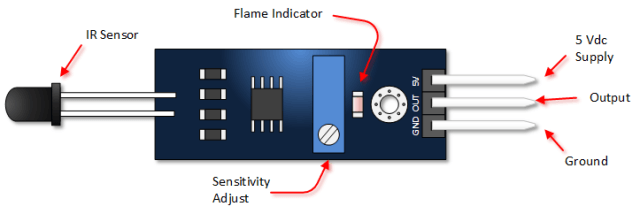 Flame Indicator
IR Sensor
5 Vdc
Supply
5V
OUT
GND
Output
Ground
Sensitivity
Adjust